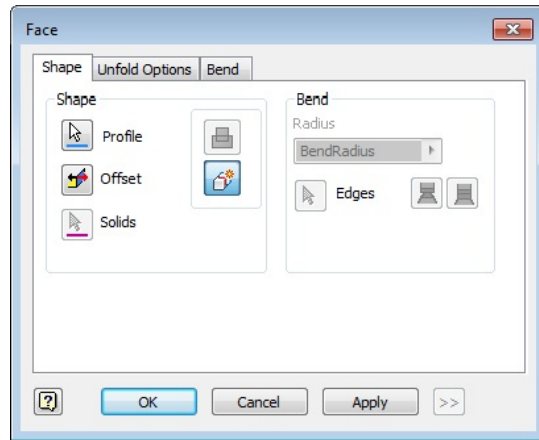 Face
Shape Unfold Options Bend
Shape
Profile
Offset
Solids
Bend
Radius
BendRadius
Edges
OK Cancel Apply >>